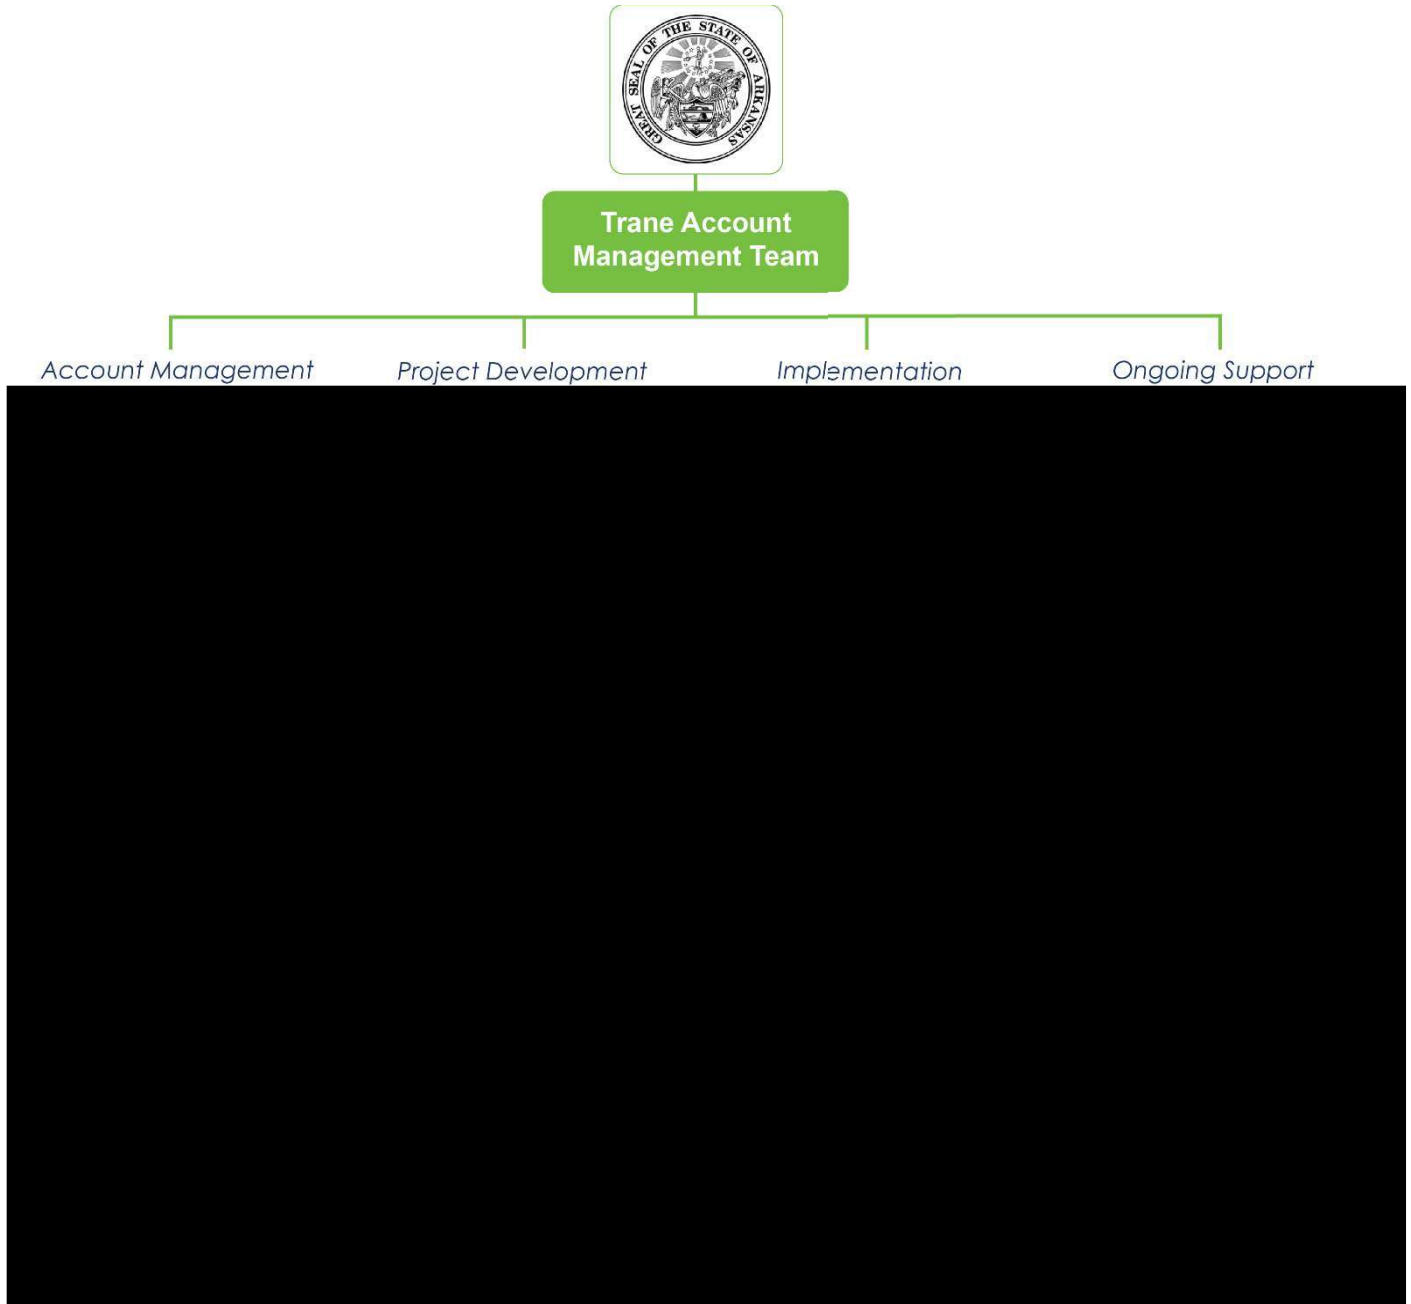 GREAT SEAL OF THE STATE OF ARKANSAS
Trane Account
Management Team
Account Management
Project Development
Implementation
Ongoing Support